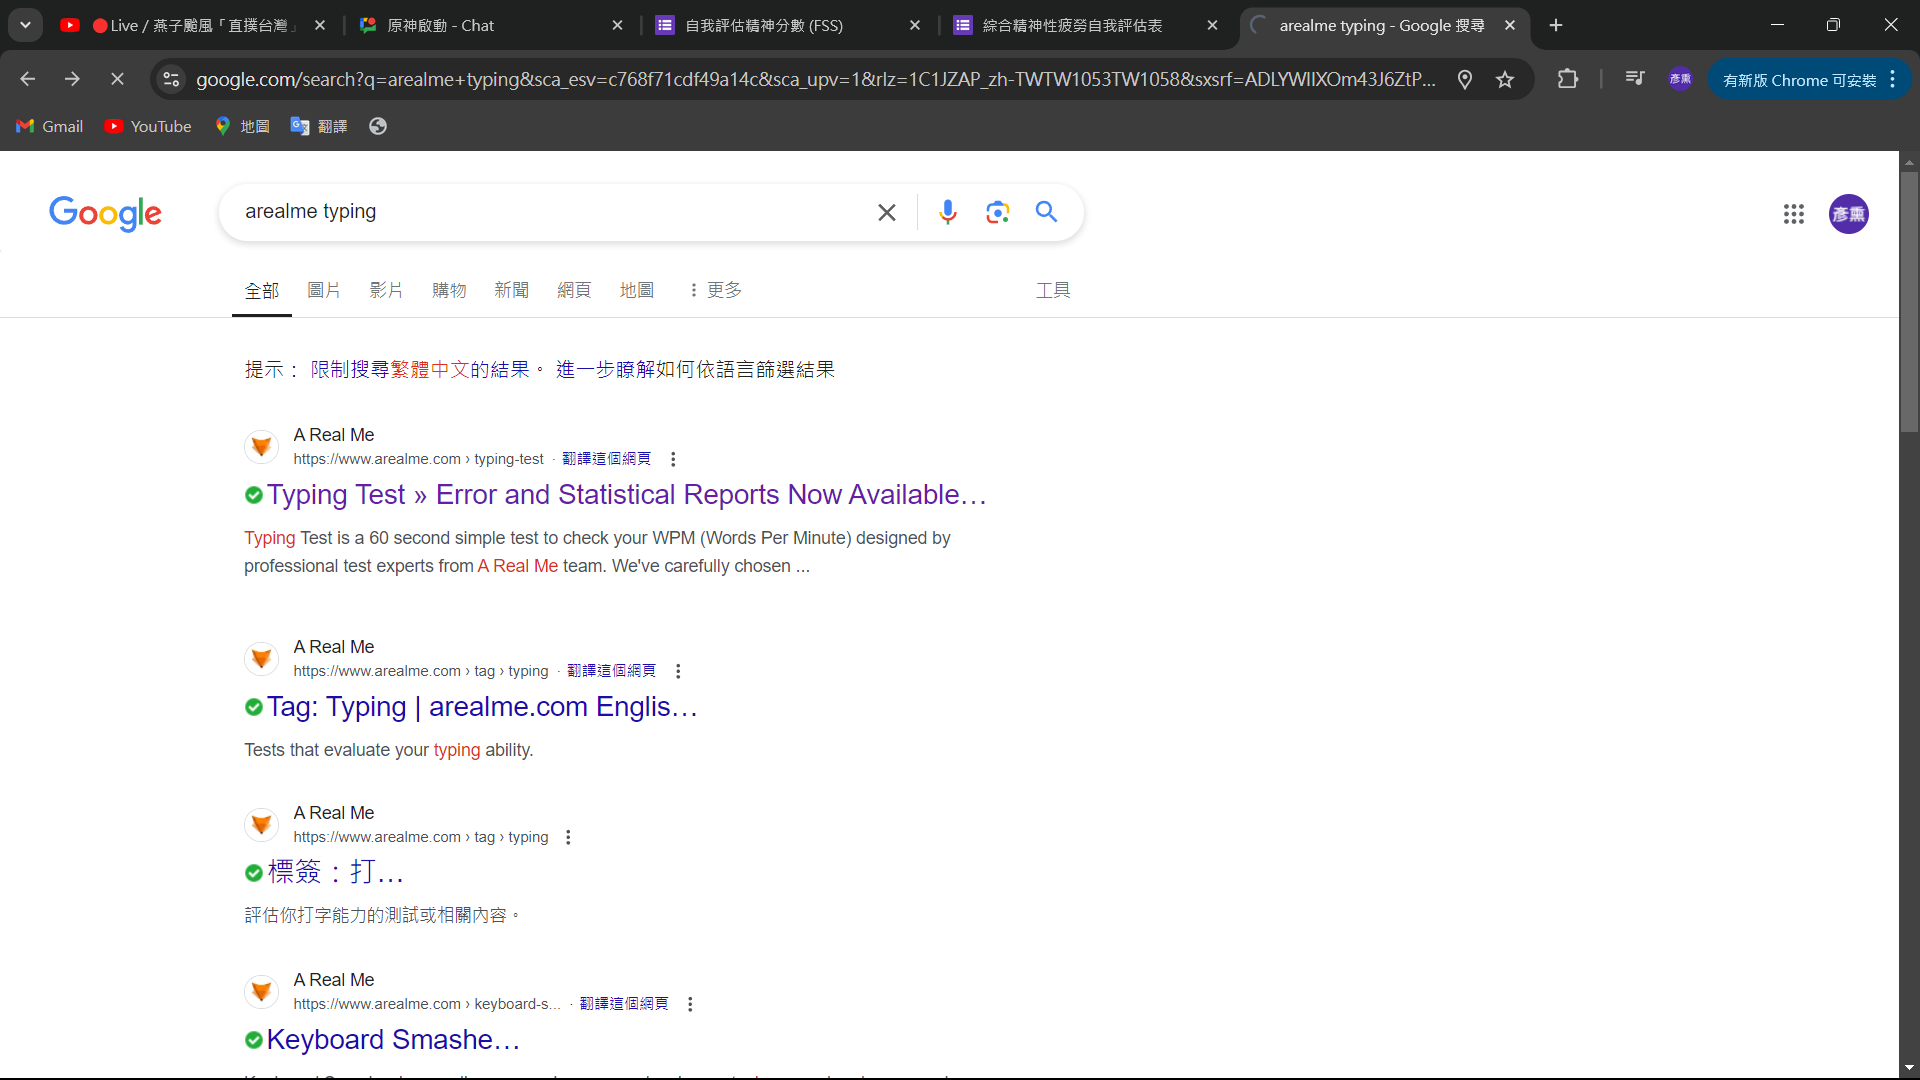 Live / 燕子颱風「直撲台灣」
原神啟動 - Chat
自我評估精神分數 (FSS)
綜合精神性疲勞自我評估表
arealme typing - Google 搜尋
google.com/search?q=arealme+typing&sca_esv=c768f71cdf49a14c&sca_upv=1&rlz=1C1JZAP_zh-TWTW1053TW1058&sxsrf=ADLYWIIXOm43J6ZtP...
彥熏
有新版 Chrome 可安裝
Gmail
YouTube
地圖
翻譯
Google
arealme typing
彥熏
全部
圖片
影片
購物
新聞
網頁
地圖
更多
工具
提示： 限制搜尋繁體中文的結果。 進一步瞭解如何依語言篩選結果
A Real Me
https://www.arealme.com › typing-test · 翻譯這個網頁
Typing Test » Error and Statistical Reports Now Available…
Typing Test is a 60 second simple test to check your WPM (Words Per Minute) designed by
professional test experts from A Real Me team. We've carefully chosen ...
A Real Me
https://www.arealme.com › tag › typing · 翻譯這個網頁
Tag: Typing | arealme.com Englis…
Tests that evaluate your typing ability.
A Real Me
https://www.arealme.com › tag › typing
標簽：打…
評估你打字能力的測試或相關內容。
A Real Me
https://www.arealme.com › keyboard-s... · 翻譯這個網頁
Keyboard Smashe…